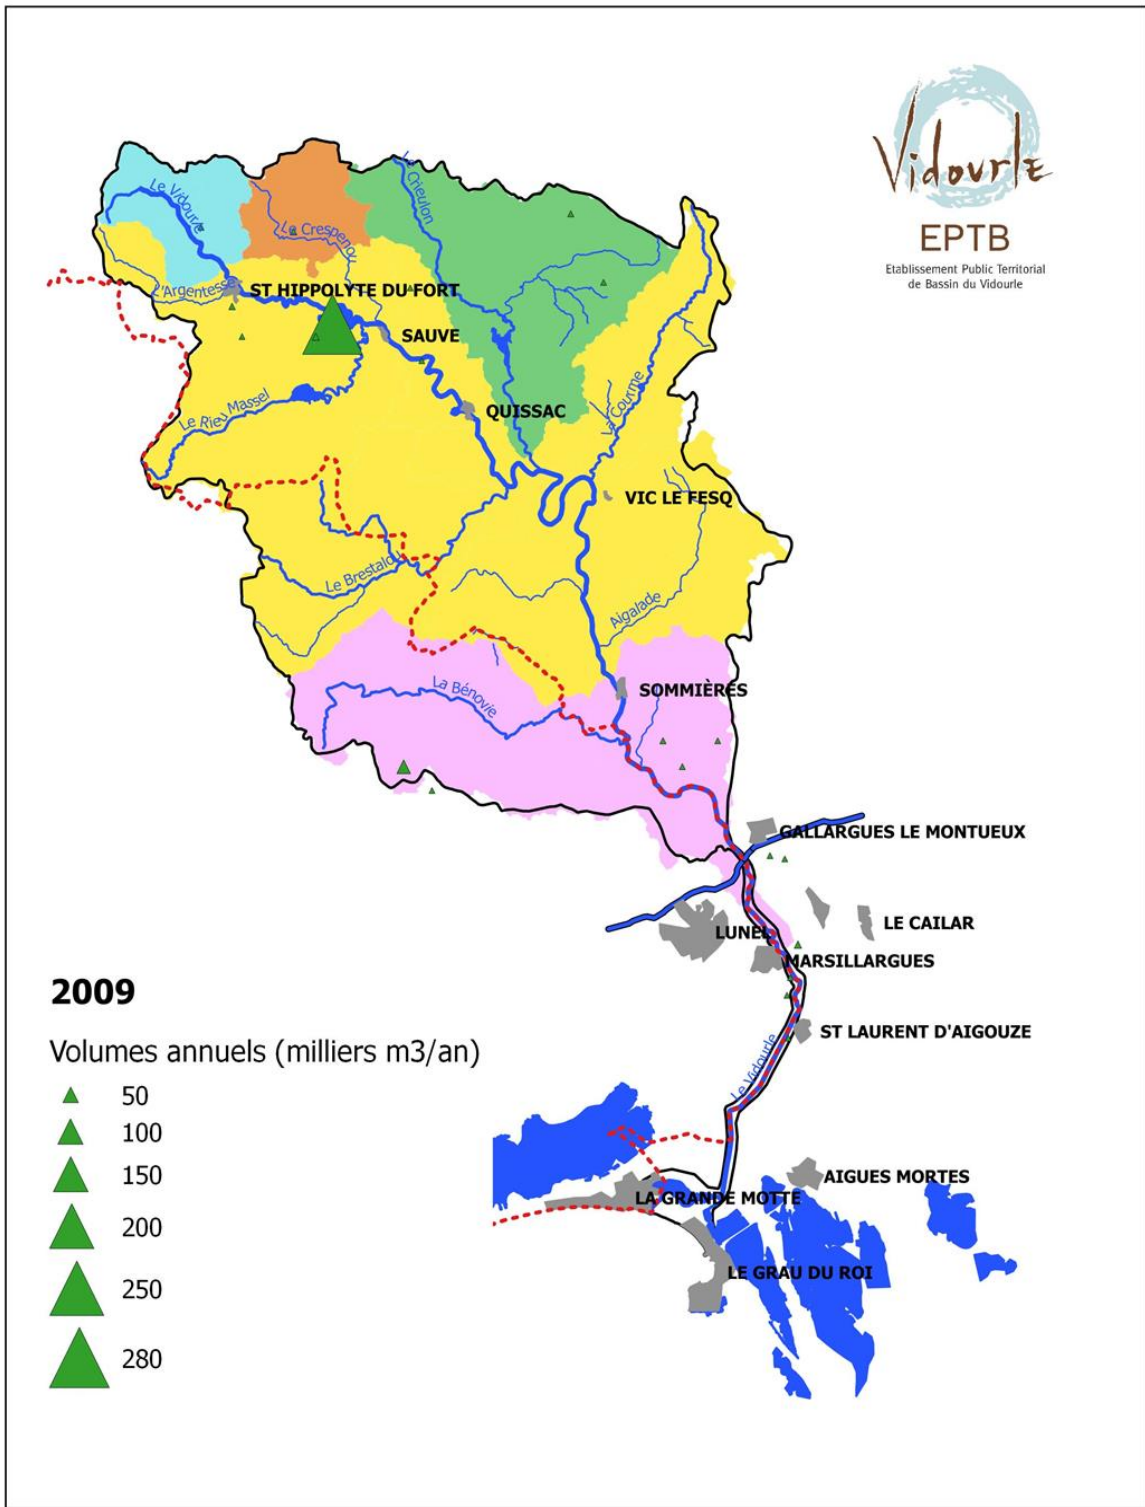 Vidourle
EPTB
Etablissement Public Territorial
de Bassin du Vidourle
Le Vidourle
Le Crespenou
Le Crieulon
L'Argentesse
ST HIPPOLYTE DU FORT
SAUVE
Le Rieu Massel
QUISSAC
La Courme
VIC LE FESQ
Le Brestalou
Aigalade
SOMMIÈRES
La Bénovie
GALLARGUES LE MONTUEUX
LE CAILAR
LUNEL
MARSILLARGUES
ST LAURENT D'AIGOUZE
Le Vidourle
AIGUES MORTES
LA GRANDE MOTTE
LE GRAU DU ROI
2009
Volumes annuels (milliers m3/an)
50
100
150
200
250
280